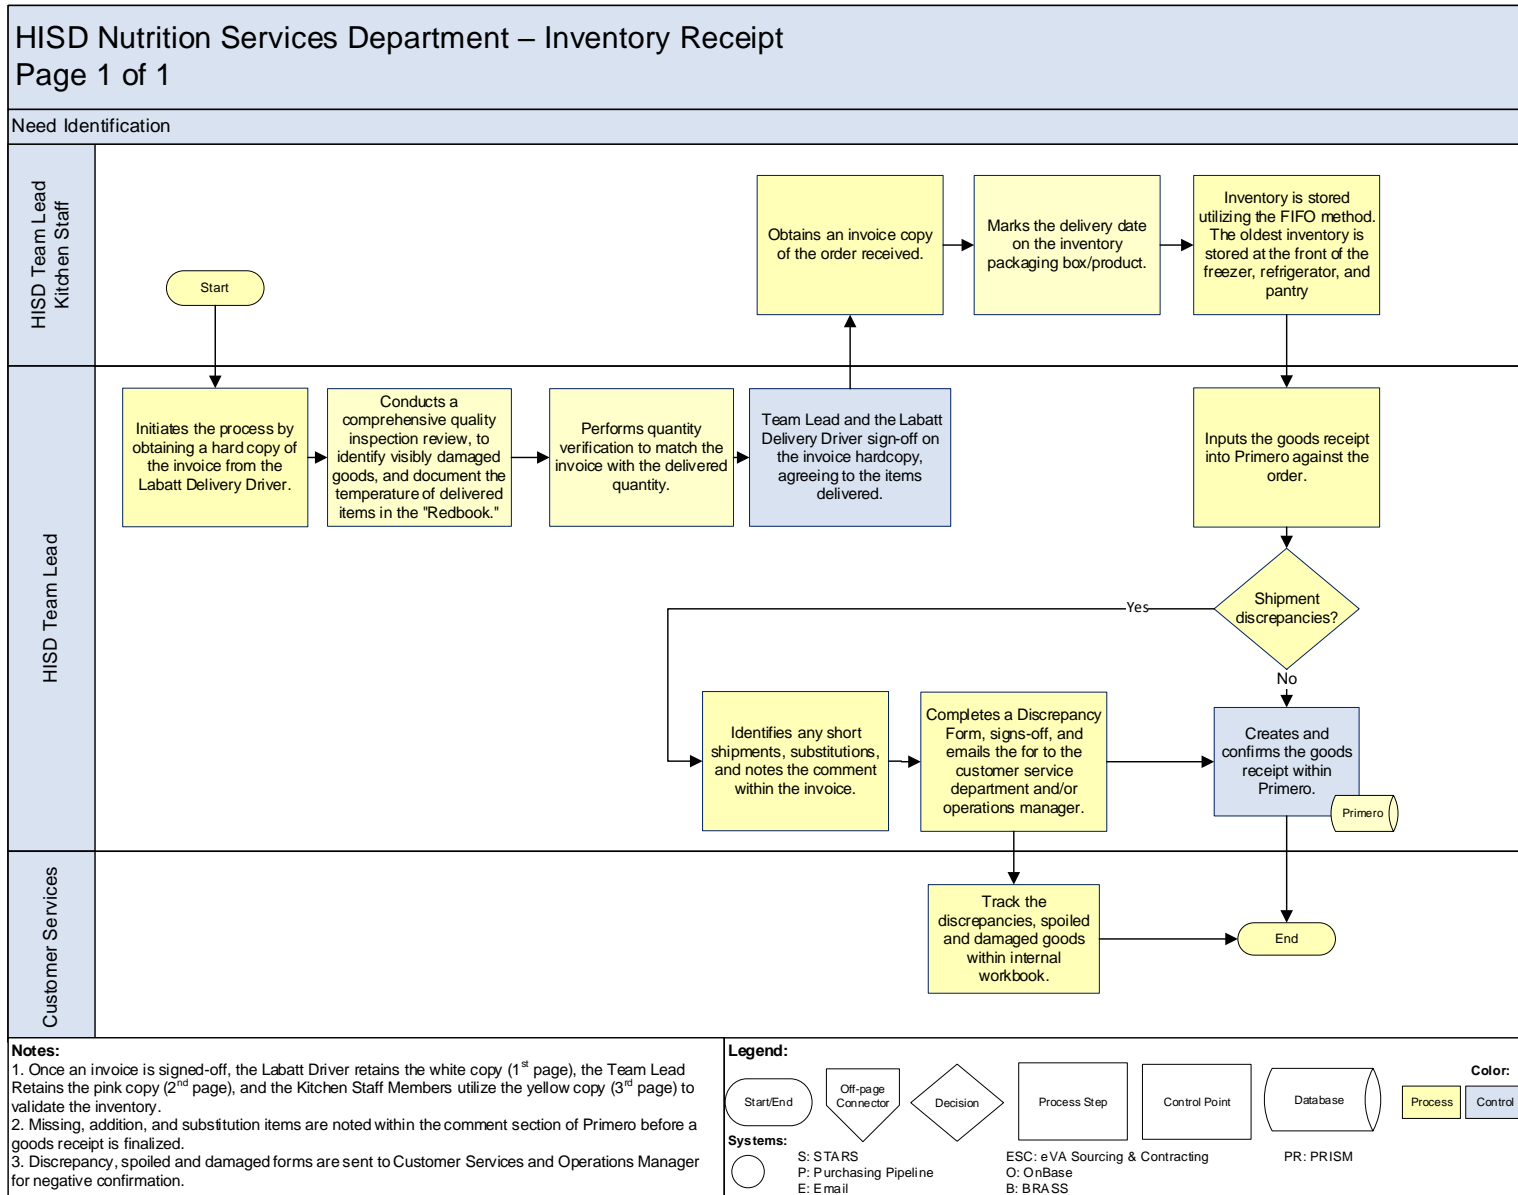 HISD Nutrition Services Department – Inventory Receipt
Page 1 of 1
Need Identification
HISD Team Lead
Kitchen Staff
Start
Obtains an invoice copy
of the order received.
Marks the delivery date
on the inventory
packaging box/product.
Inventory is stored
utilizing the FIFO method.
The oldest inventory is
stored at the front of the
freezer, refrigerator, and
pantry
HISD Team Lead
Initiates the process by
obtaining a hard copy of
the invoice from the
Labatt Delivery Driver.
Conducts a
comprehensive quality
inspection review, to
identify visibly damaged
goods, and document the
temperature of delivered
items in the "Redbook."
Performs quantity
verification to match the
invoice with the delivered
quantity.
Team Lead and the Labatt
Delivery Driver sign-off on
the invoice hardcopy,
agreeing to the items
delivered.
Inputs the goods receipt
into Primero against the
order.
Shipment
discrepancies?
Yes
No
Identifies any short
shipments, substitutions,
and notes the comment
within the invoice.
Completes a Discrepancy
Form, signs-off, and
emails the for to the
customer service
department and/or
operations manager.
Creates and
confirms the goods
receipt within
Primero.
Primero
Customer Services
Track the
discrepancies, spoiled
and damaged goods
within internal
workbook.
End
Notes:
1. Once an invoice is signed-off, the Labatt Driver retains the white copy (1st page), the Team Lead
Retains the pink copy (2nd page), and the Kitchen Staff Members utilize the yellow copy (3rd page) to
validate the inventory.
2. Missing, addition, and substitution items are noted within the comment section of Primero before a
goods receipt is finalized.
3. Discrepancy, spoiled and damaged forms are sent to Customer Services and Operations Manager
for negative confirmation.
Legend:
Start/End
Off-page
Connector
Decision
Process Step
Control Point
Database
Color:
Process
Control
Systems:
S: STARS
P: Purchasing Pipeline
E: Email
ESC: eVA Sourcing & Contracting
O: OnBase
B: BRASS
PR: PRISM